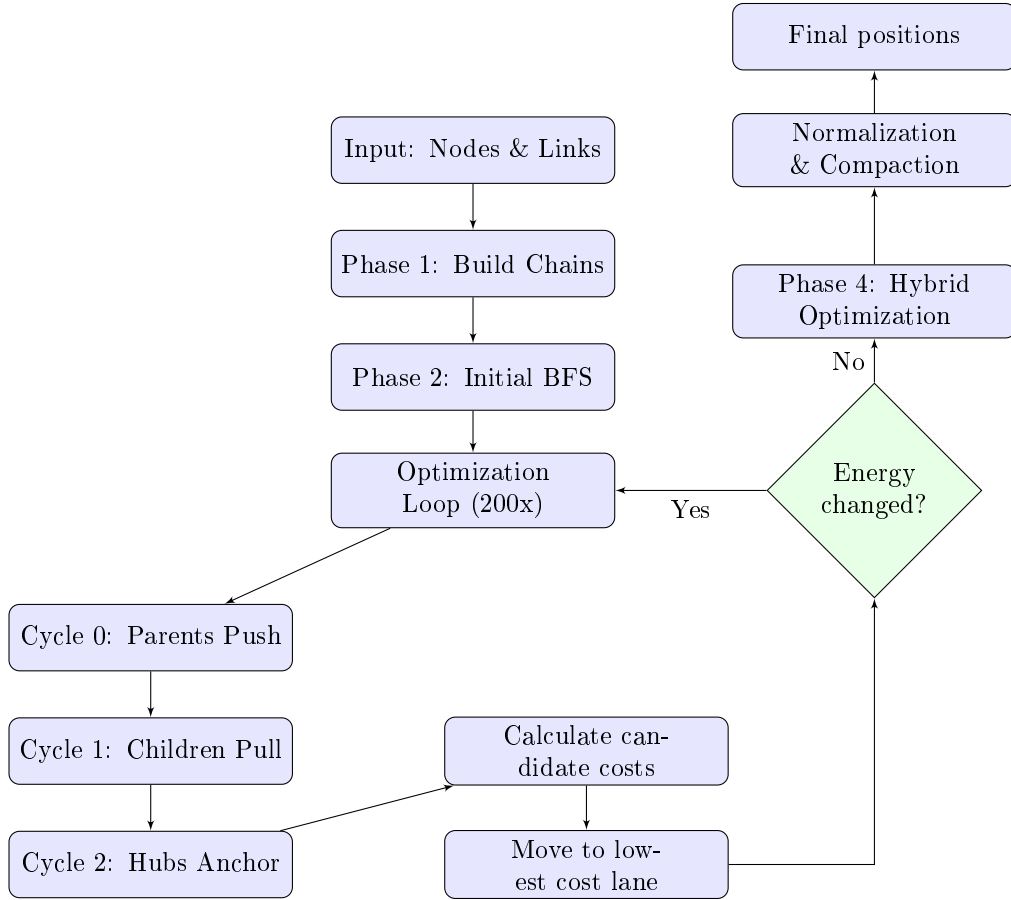 Final positions
Normalization
& Compaction
Input: Nodes & Links
Phase 1: Build Chains
Phase 4: Hybrid
Optimization
Phase 2: Initial BFS
No
Optimization
Loop (200x)
Yes
Energy
changed?
Cycle 0: Parents Push
Cycle 1: Children Pull
Calculate can-
didate costs
Cycle 2: Hubs Anchor
Move to low-
est cost lane